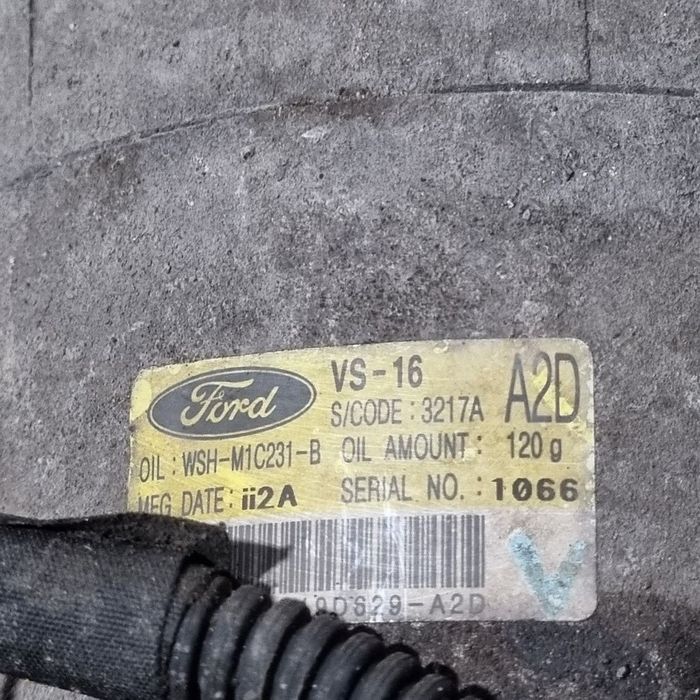 Ford
VS-16
A2D
S/CODE : 3217A
OIL : WSH-M1C231-B OIL AMOUNT : 120 g
MFG DATE : ii2A SERIAL NO. : 1066
19D629-A2D
V